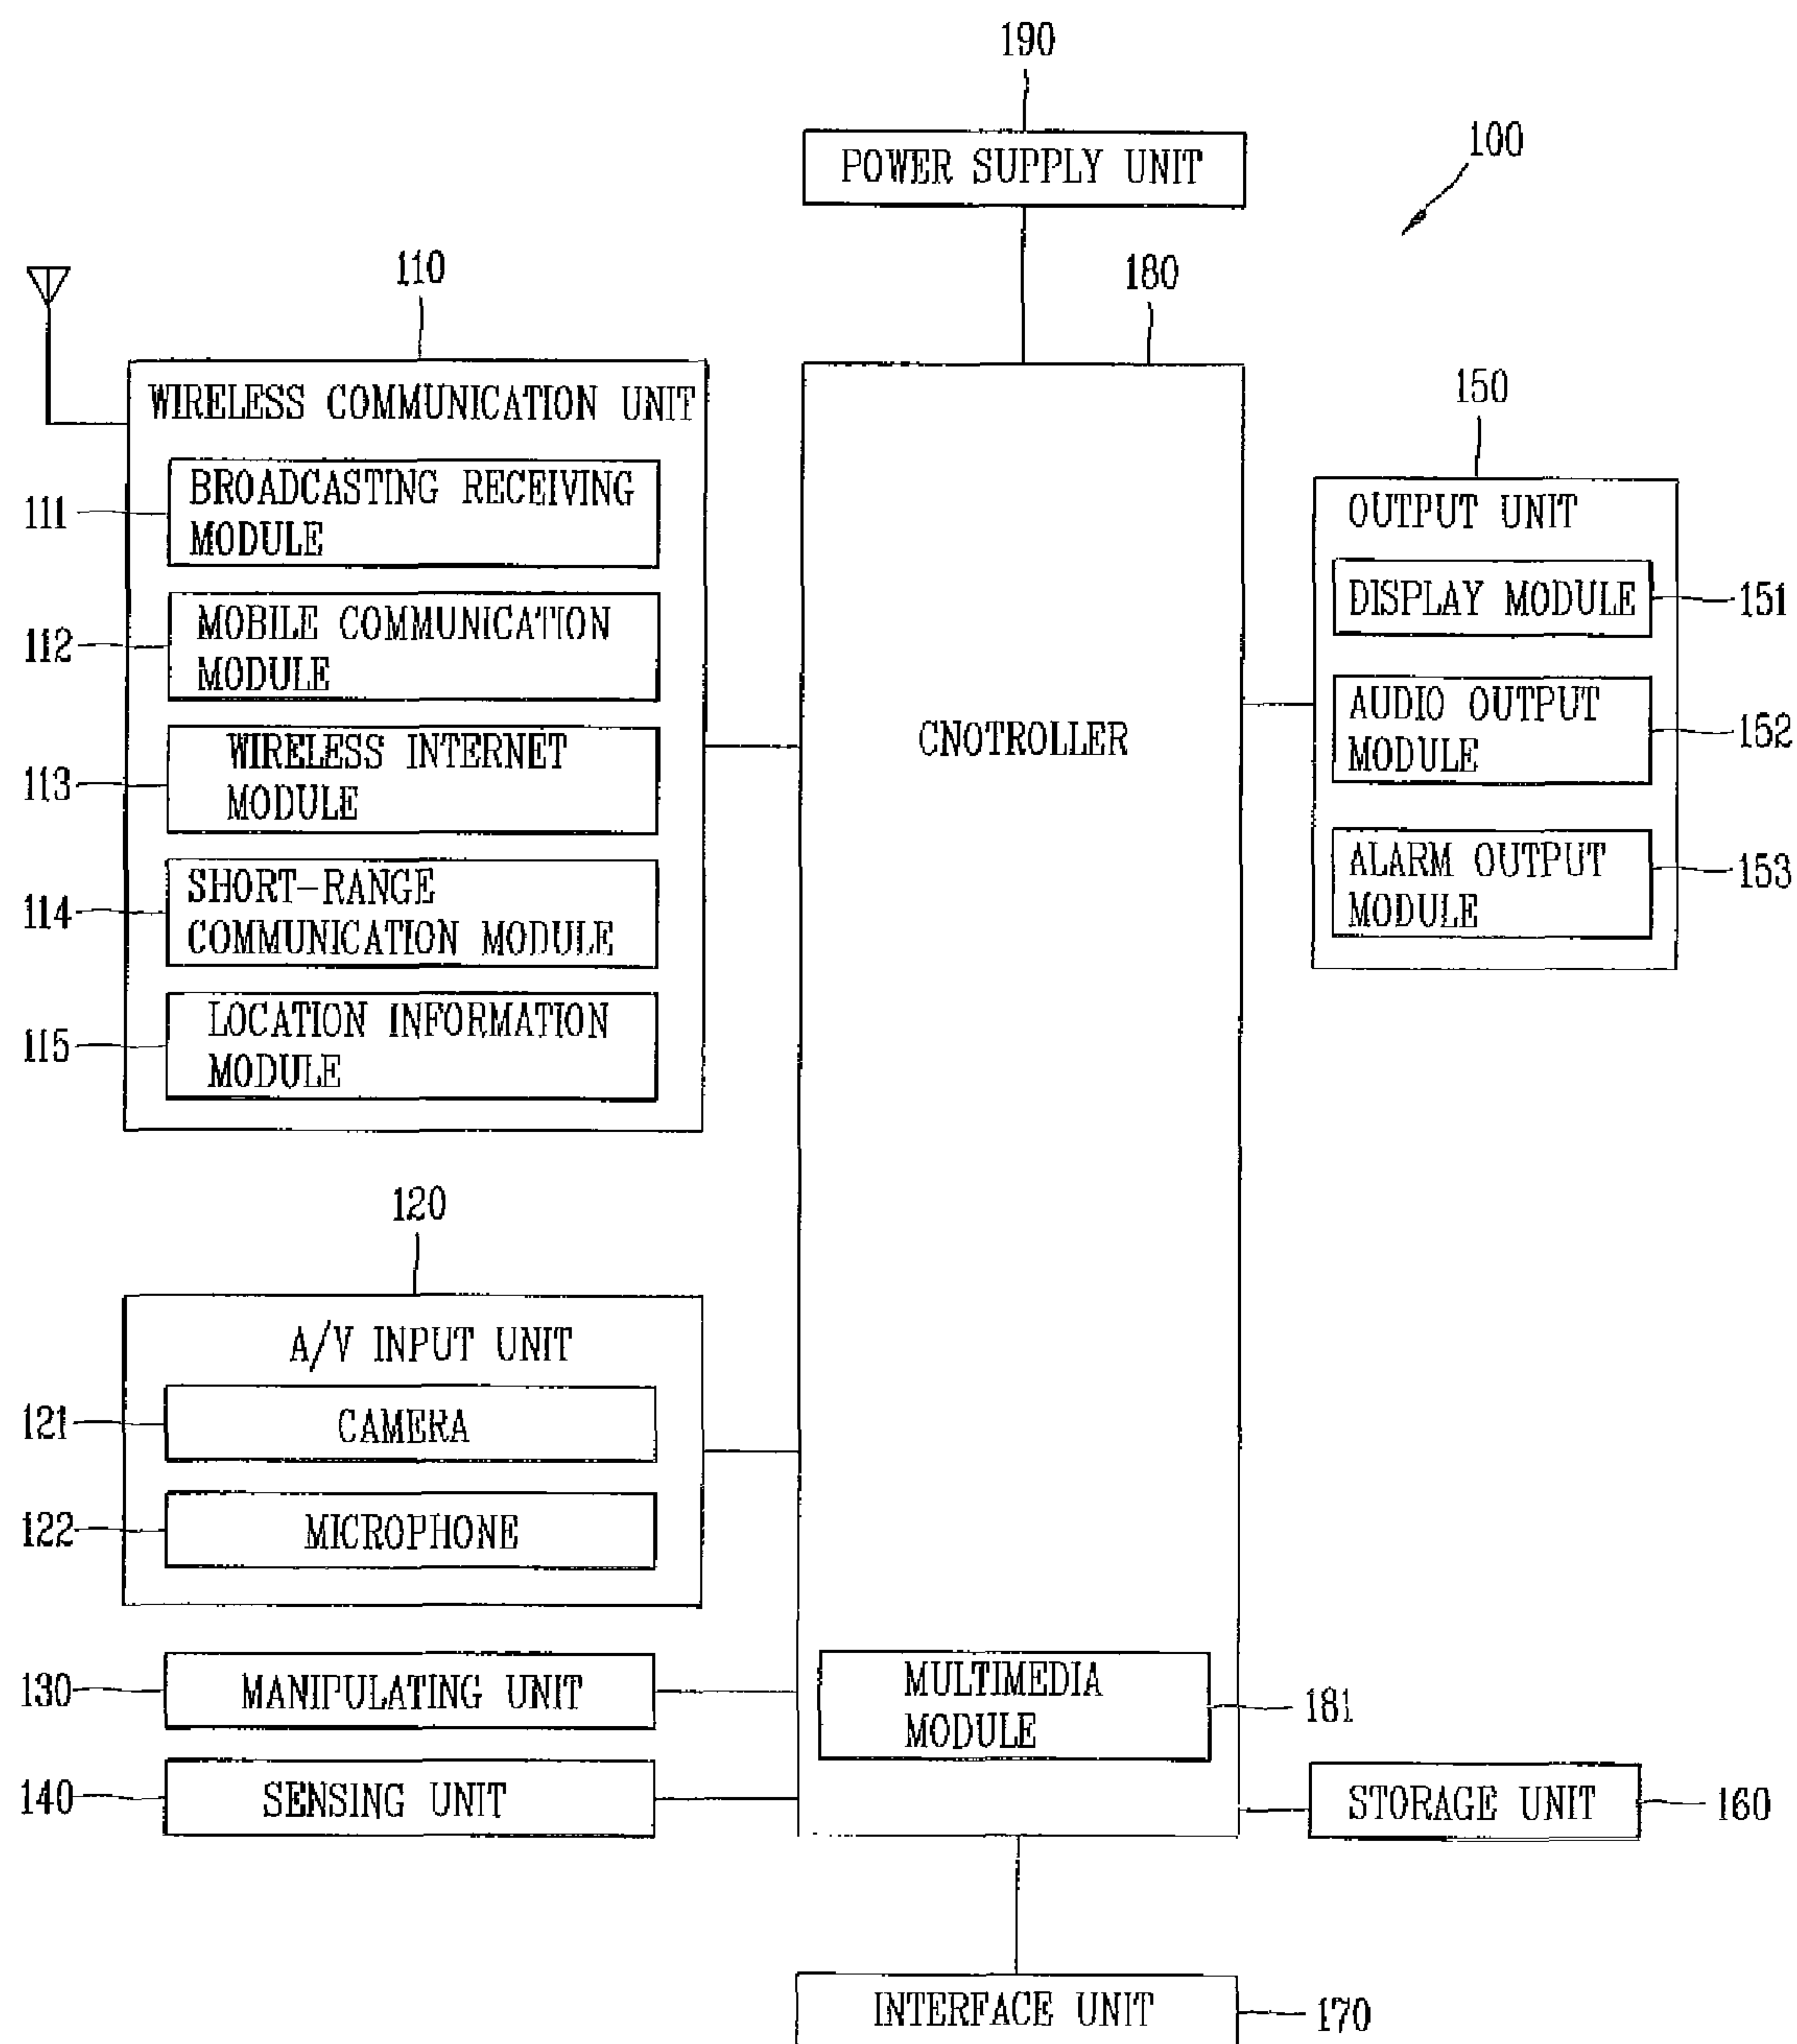 190
POWER SUPPLY UNIT
100
110
180
WIRELESS COMMUNICATION UNIT
111
BROADCASTING RECEIVING
MODULE
112
MOBILE COMMUNICATION
MODULE
113
WIRELESS INTERNET
MODULE
114
SHORT-RANGE
COMMUNICATION MODULE
115
LOCATION INFORMATION
MODULE
CNOTROLLER
150
OUTPUT UNIT
DISPLAY MODULE
151
AUDIO OUTPUT
MODULE
152
ALARM OUTPUT
MODULE
153
120
A/V INPUT UNIT
121
CAMERA
122
MICROPHONE
130
MANIPULATING UNIT
140
SENSING UNIT
MULTIMEDIA
MODULE
181
STORAGE UNIT
160
INTERFACE UNIT
170